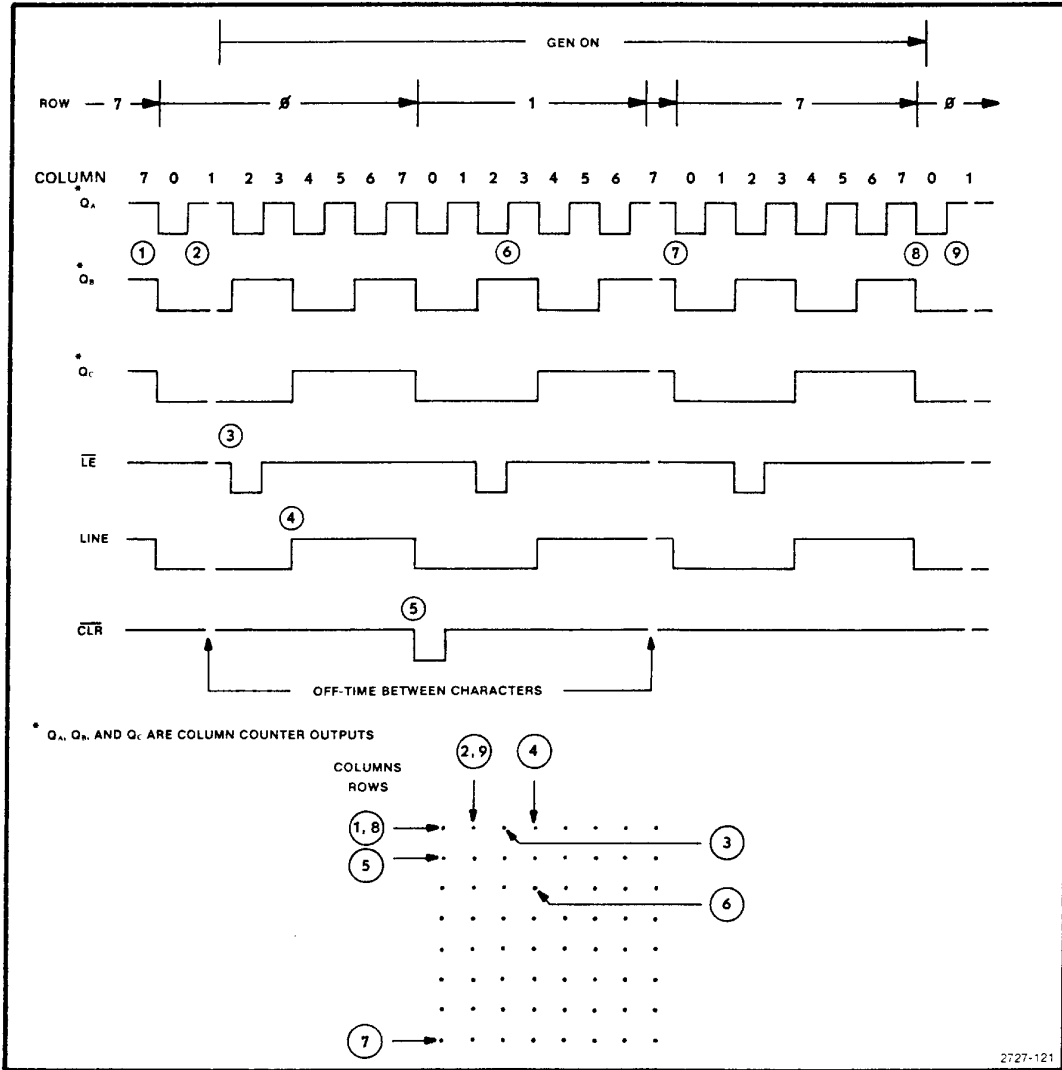 GEN ON
ROW 7 Ø 1 7 Ø
COLUMN 7 0 1 2 3 4 5 6 7 0 1 2 3 4 5 6 7 0 1 2 3 4 5 6 7 0 1
* QA
1 2 6 7 8 9
* QB
* QC
3
LE
4
LINE
5
CLR
OFF-TIME BETWEEN CHARACTERS
* QA, QB, AND QC ARE COLUMN COUNTER OUTPUTS
2, 9 4
COLUMNS
ROWS
1, 8
3
5
6
7
2727-121